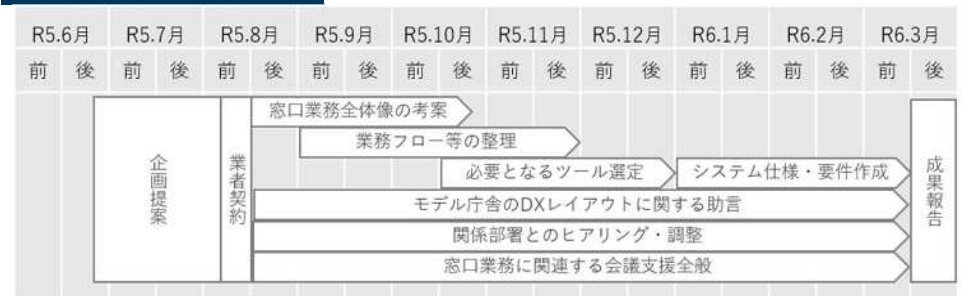 R5.6月 R5.7月 R5.8月 R5.9月 R5.10月 R5.11月 R5.12月 R6.1月 R6.2月 R6.3月
前 後 前 後 前 後 前 後 前 後 前 後 前 後 前 後 前 後 前 後
企画提案
業者契約
窓口業務全体像の考案
業務フロー等の整理
必要となるツール選定
システム仕様・要件作成
モデル庁舎のDXレイアウトに関する助言
関係部署とのヒアリング・調整
窓口業務に関連する会議支援全般
成果報告